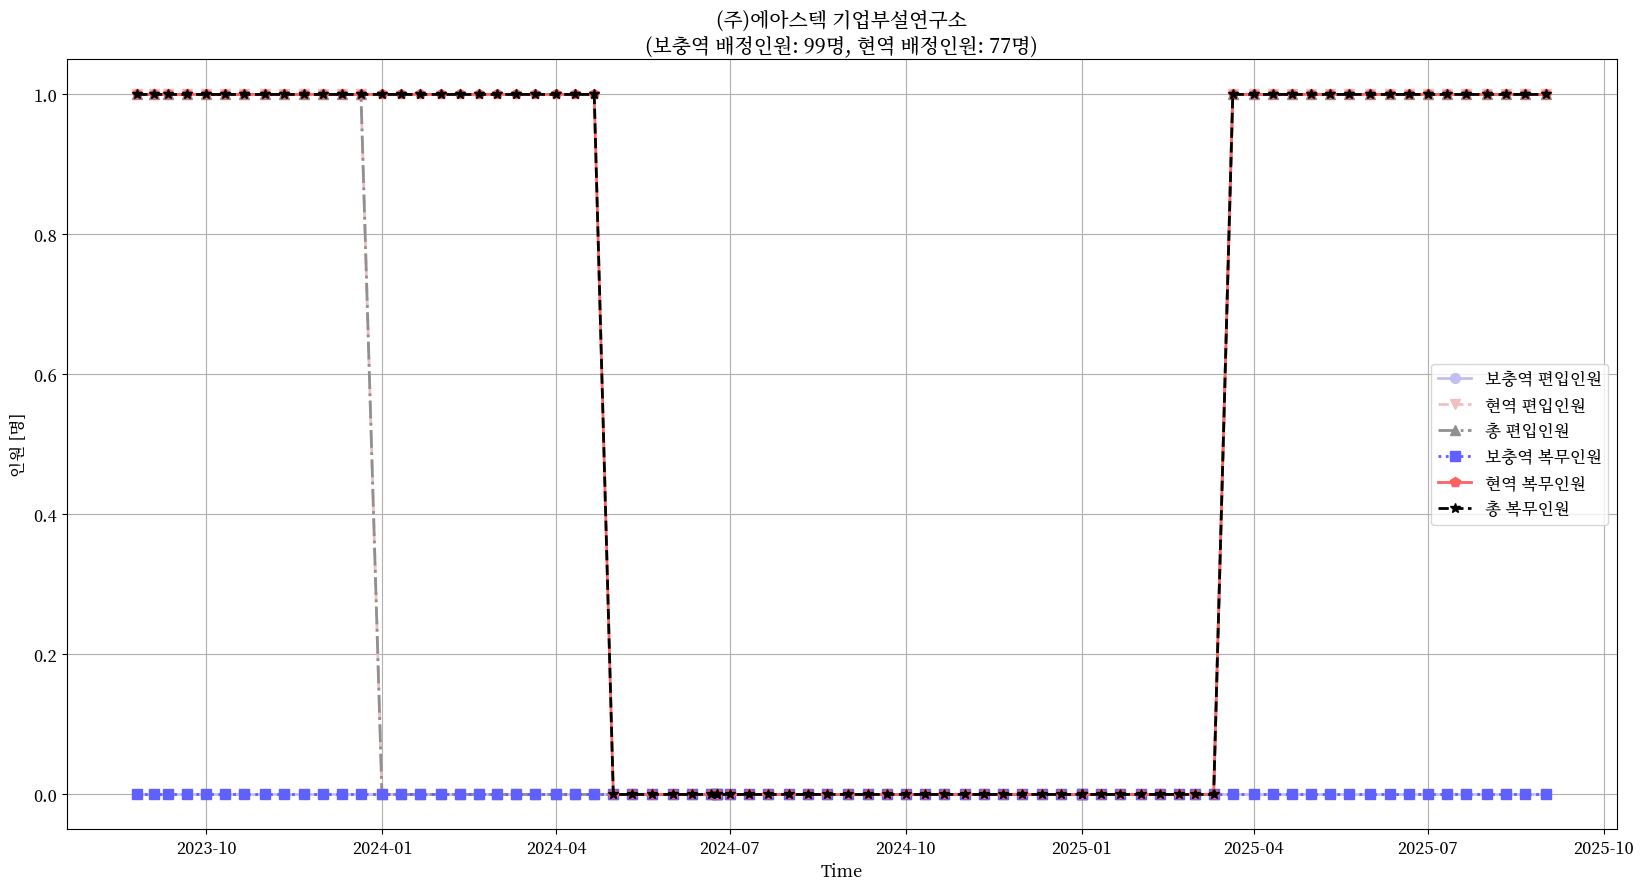 (주)에아스텍 기업부설연구소
(보충역 배정인원: 99명, 현역 배정인원: 77명)
인원 [명]
1.0
0.8
0.6
0.4
0.2
0.0
보충역 편입인원
현역 편입인원
총 편입인원
보충역 복무인원
현역 복무인원
총 복무인원
2023-10
2024-01
2024-04
2024-07
2024-10
2025-01
2025-04
2025-07
2025-10
Time